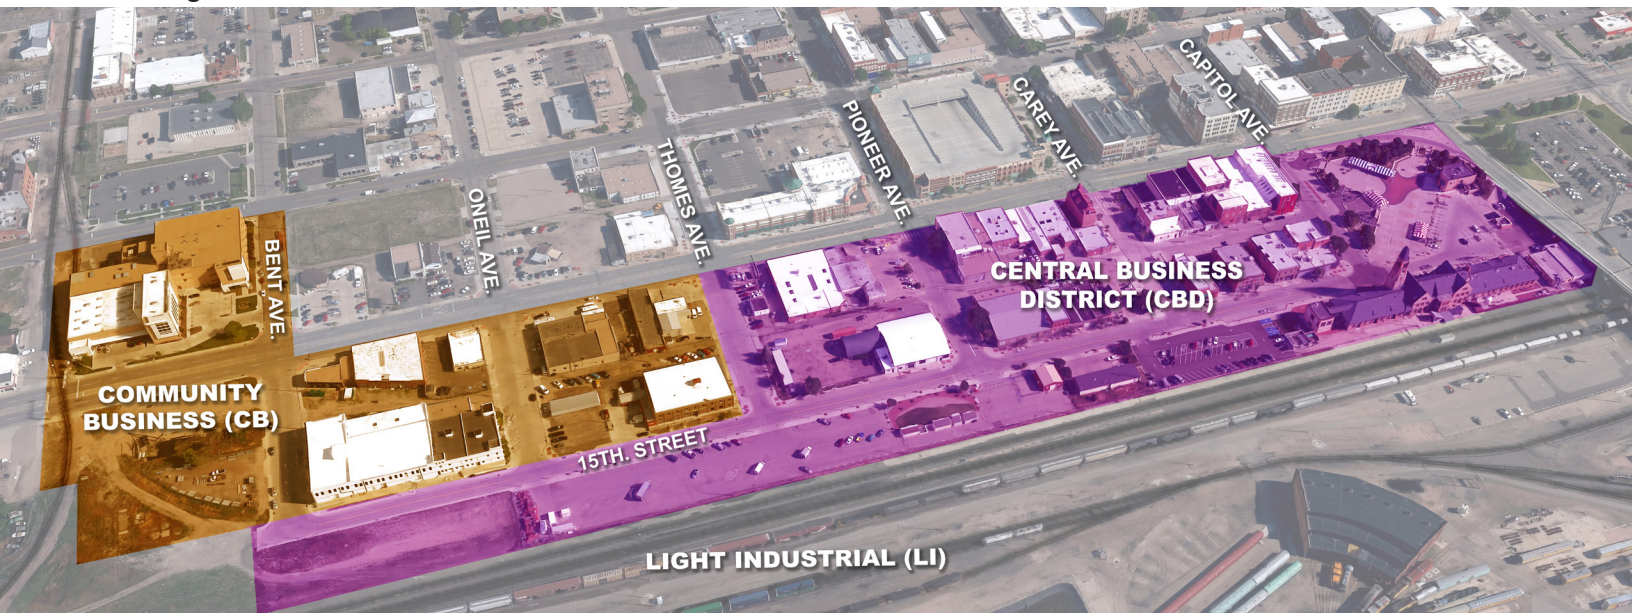 CAPITOL AVE.
CAREY AVE.
PIONEER AVE.
THOMES AVE.
ONEIL AVE.
BENT AVE.
CENTRAL BUSINESS
DISTRICT (CBD)
COMMUNITY
BUSINESS (CB)
15TH. STREET
LIGHT INDUSTRIAL (LI)